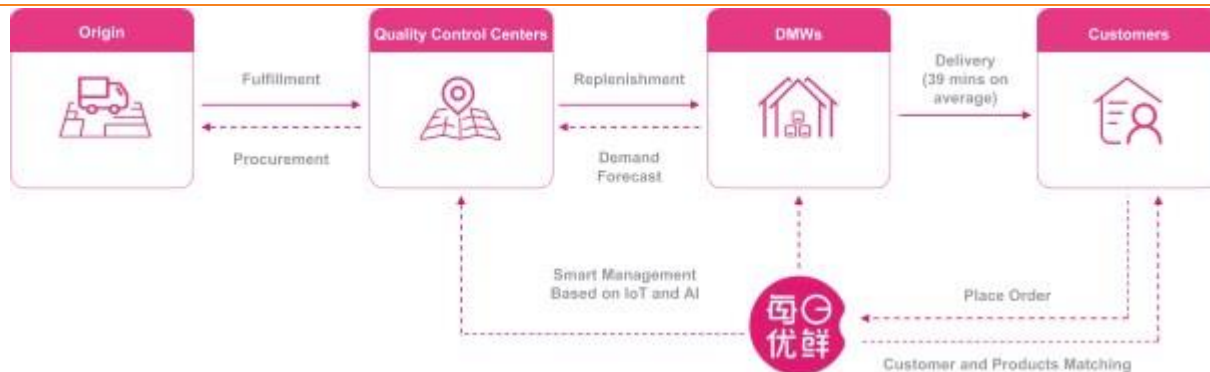 Origin
Quality Control Centers
DMWs
Customers
Fulfillment
Procurement
Replenishment
Demand
Forecast
Delivery
(39 mins on
average)
Smart Management
Based on IoT and AI
每日
优鲜
Place Order
Customer and Products Matching